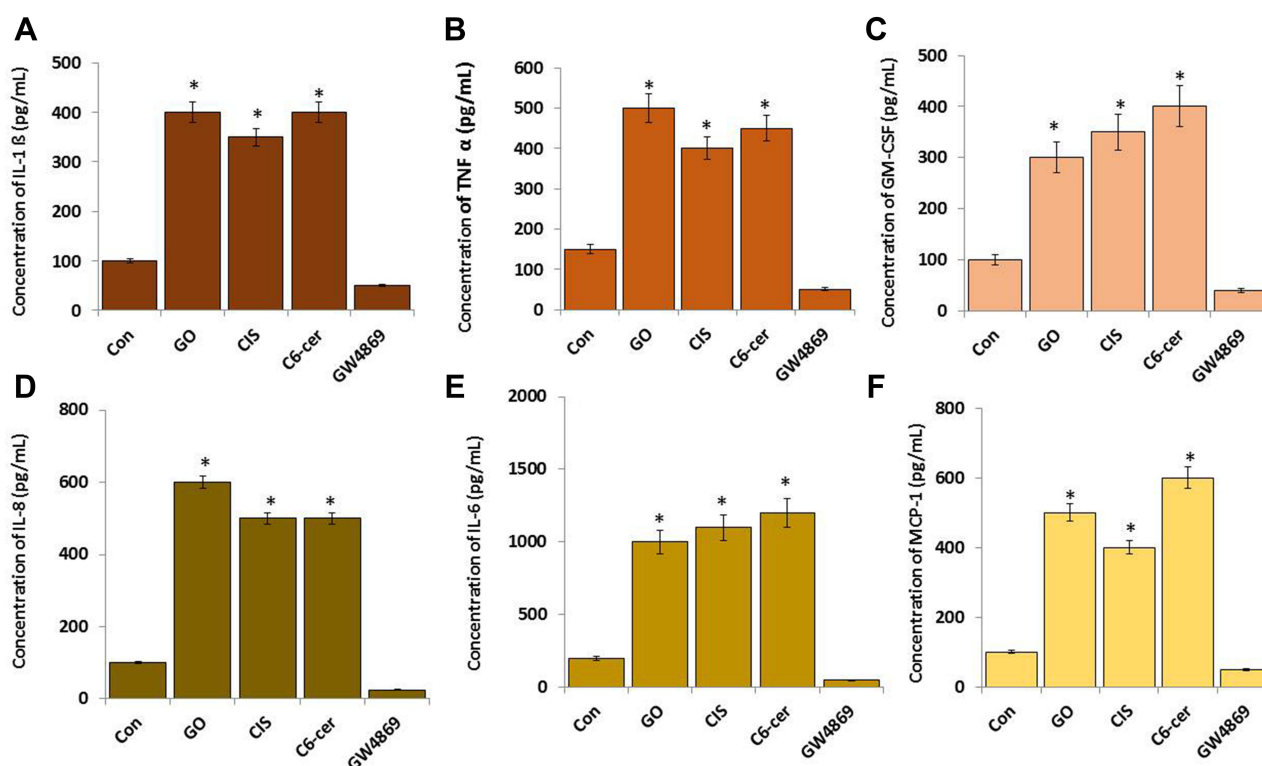 A
Concentration of IL-1 ß (pg/mL)
500
400
300
200
100
0
*
*
*
Con
GO
CIS
C6-cer
GW4869
B
Concentration of TNF α (pg/mL)
600
500
400
300
200
100
0
*
*
*
Con
GO
CIS
C6-cer
GW4869
C
Concentration of GM-CSF (pg/mL)
500
400
300
200
100
0
*
*
*
Con
GO
CIS
C6-cer
GW4869
D
Concentration of IL-8 (pg/mL)
800
600
400
200
0
*
*
*
Con
GO
CIS
C6-cer
GW4869
E
Concentration of IL-6 (pg/mL)
2000
1500
1000
500
0
*
*
*
Con
GO
CIS
C6-cer
GW4869
F
Concentration of MCP-1 (pg/mL)
800
600
400
200
0
*
*
*
Con
GO
CIS
C6-cer
GW4869